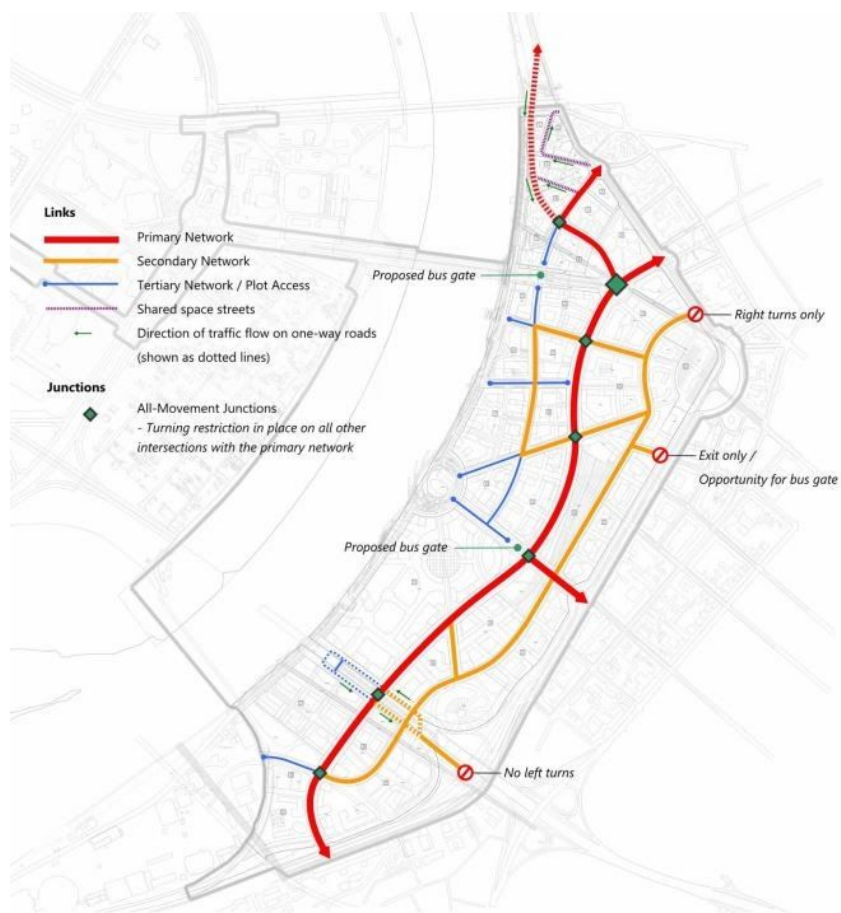 Links
Primary Network
Secondary Network
Tertiary Network / Plot Access
Shared space streets
Direction of traffic flow on one-way roads
(shown as dotted lines)
Junctions
All-Movement Junctions
- Turning restriction in place on all other
intersections with the primary network
Proposed bus gate
Right turns only
Exit only /
Opportunity for bus gate
Proposed bus gate
No left turns